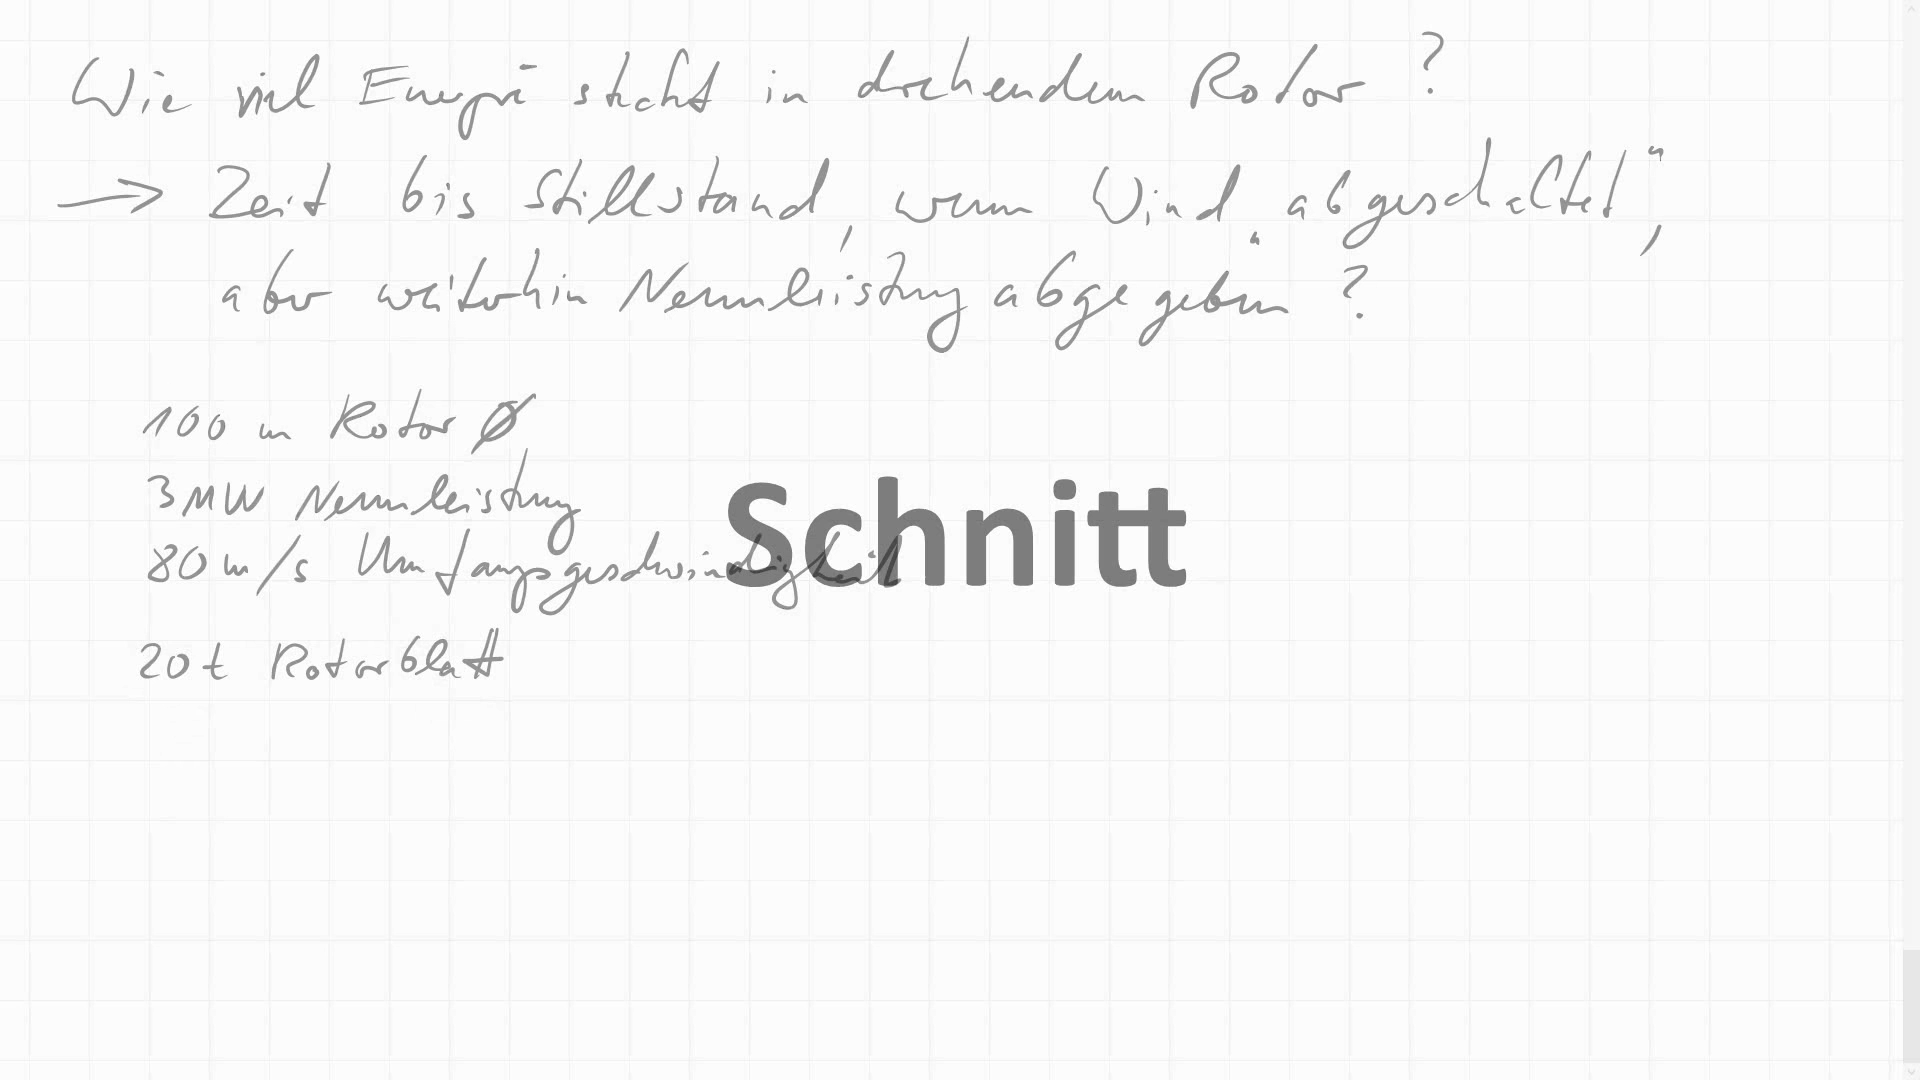 Wie viel Energie steckt in drehendem Rotor?
→ Zeit bis Stillstand, wenn Wind „abgeschaltet“,
aber weiterhin Nennleistung abgegeben?
100 m Rotor Ø
3 MW Nennleistung
80 m/s Umfangsgeschwindigkeit
Schnitt
20 t Rotorblatt